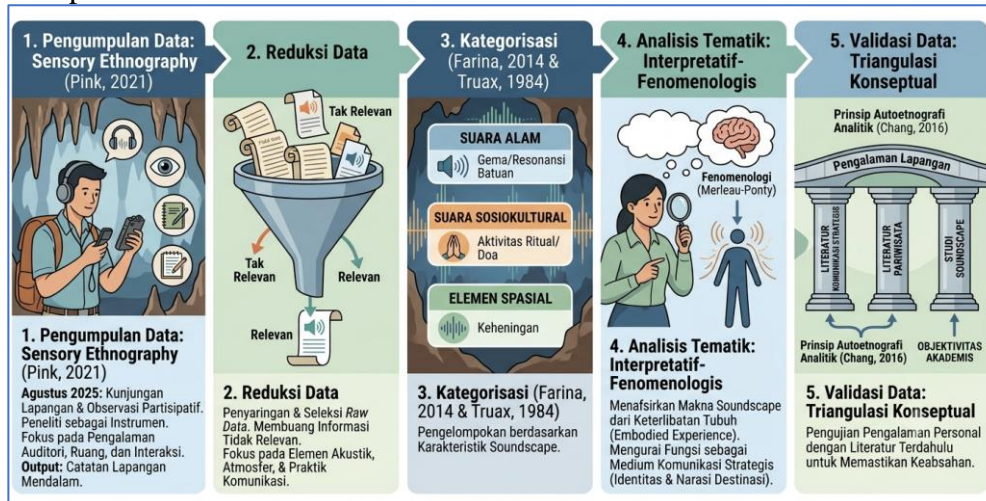 1. Pengumpulan Data:
Sensory Ethnography
(Pink, 2021)
1. Pengumpulan Data:
Sensory Ethnography
(Pink, 2021)
Agustus 2025: Kunjungan
Lapangan & Observasi Partisipatif.
Peneliti sebagai Instrumen.
Fokus pada Pengalaman
Auditori, Ruang, dan Interaksi.
Output: Catatan Lapangan
Mendalam.
2. Reduksi Data
Tak Relevan
Tak
Relevan
Relevan
Relevan
2. Reduksi Data
Penyaringan & Seleksi Raw
Data. Membuang Informasi
Tidak Relevan.
Fokus pada Elemen Akustik,
Atmosfer, & Praktik
Komunikasi.
3. Kategorisasi
(Farina, 2014 &
Truax, 1984)
SUARA ALAM
Gema/Resonansi
Batuan
SUARA SOSIOKULTURAL
Aktivitas Ritual/
Doa
ELEMEN SPASIAL
Keheningan
3. Kategorisasi (Farina,
2014 & Truax, 1984)
Pengelompokan berdasarkan
Karakteristik Soundscape.
4. Analisis Tematik:
Interpretatif-
Fenomenologis
Fenomenologi
(Merleau-Ponty)
4. Analisis Tematik:
Interpretatif-
Fenomenologis
Menafsirkan Makna Soundscape
dari Keterlibatan Tubuh
(Embodied Experience).
Mengurai Fungsi sebagai
Medium Komunikasi Strategis
(Identitas & Narasi Destinasi).
5. Validasi Data:
Triangulasi
Konseptual
Prinsip Autoetnografi
Analitik (Chang, 2016)
Pengalaman Lapangan
LITERATUR
KOMUNIKASI STRATEGIS
LITERATUR
PARIWISATA
STUDI
SOUNDSCAPE
Prinsip Autoetnografi
Analitik (Chang, 2016)
OBJEKTIVITAS
AKADEMIS
5. Validasi Data:
Triangulasi Konseptual
Pengujian Pengalaman Personal
dengan Literatur Terdahulu
untuk Memastikan Keabsahan.